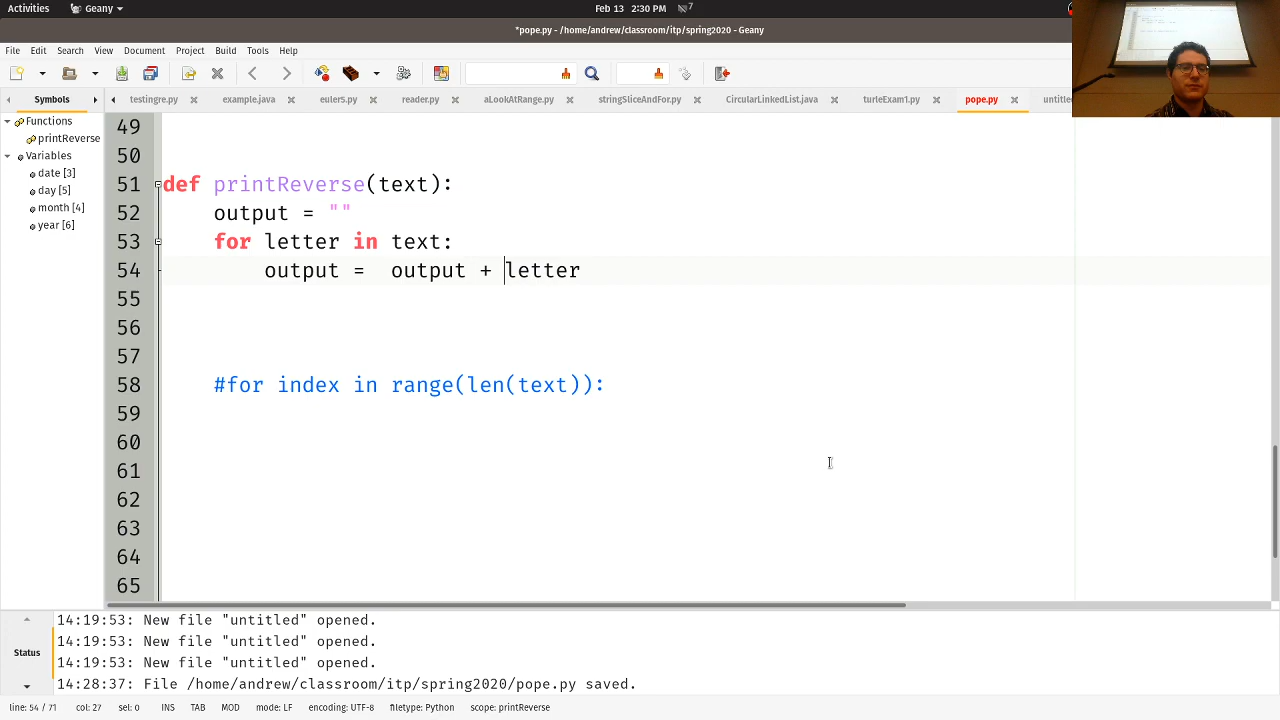 Activities Geany Feb 13 2:30 PM
*pope.py - /home/andrew/classroom/itp/spring2020 - Geany
File Edit Search View Document Project Build Tools Help
Symbols testingre.py example.java euler5.py reader.py aLookAtRange.py stringSliceAndFor.py CircularLinkedList.java turleExam1.py pope.py untitled
Functions
printReverse
Variables
date [3]
day [5]
month [4]
year [6]
49
50
51 def printReverse(text):
52 output = ""
53 for letter in text:
54 output =  output + letter
55
56
57
58 #for index in range(len(text)):
59
60
61
62
63
64
65
Status
14:19:53: New file "untitled" opened.
14:19:53: New file "untitled" opened.
14:19:53: New file "untitled" opened.
14:28:37: File /home/andrew/classroom/itp/spring2020/pope.py saved.
line: 54 / 71 col: 27 sel: 0 INS TAB MOD mode: LF encoding: UTF-8 filetype: Python scope: printReverse